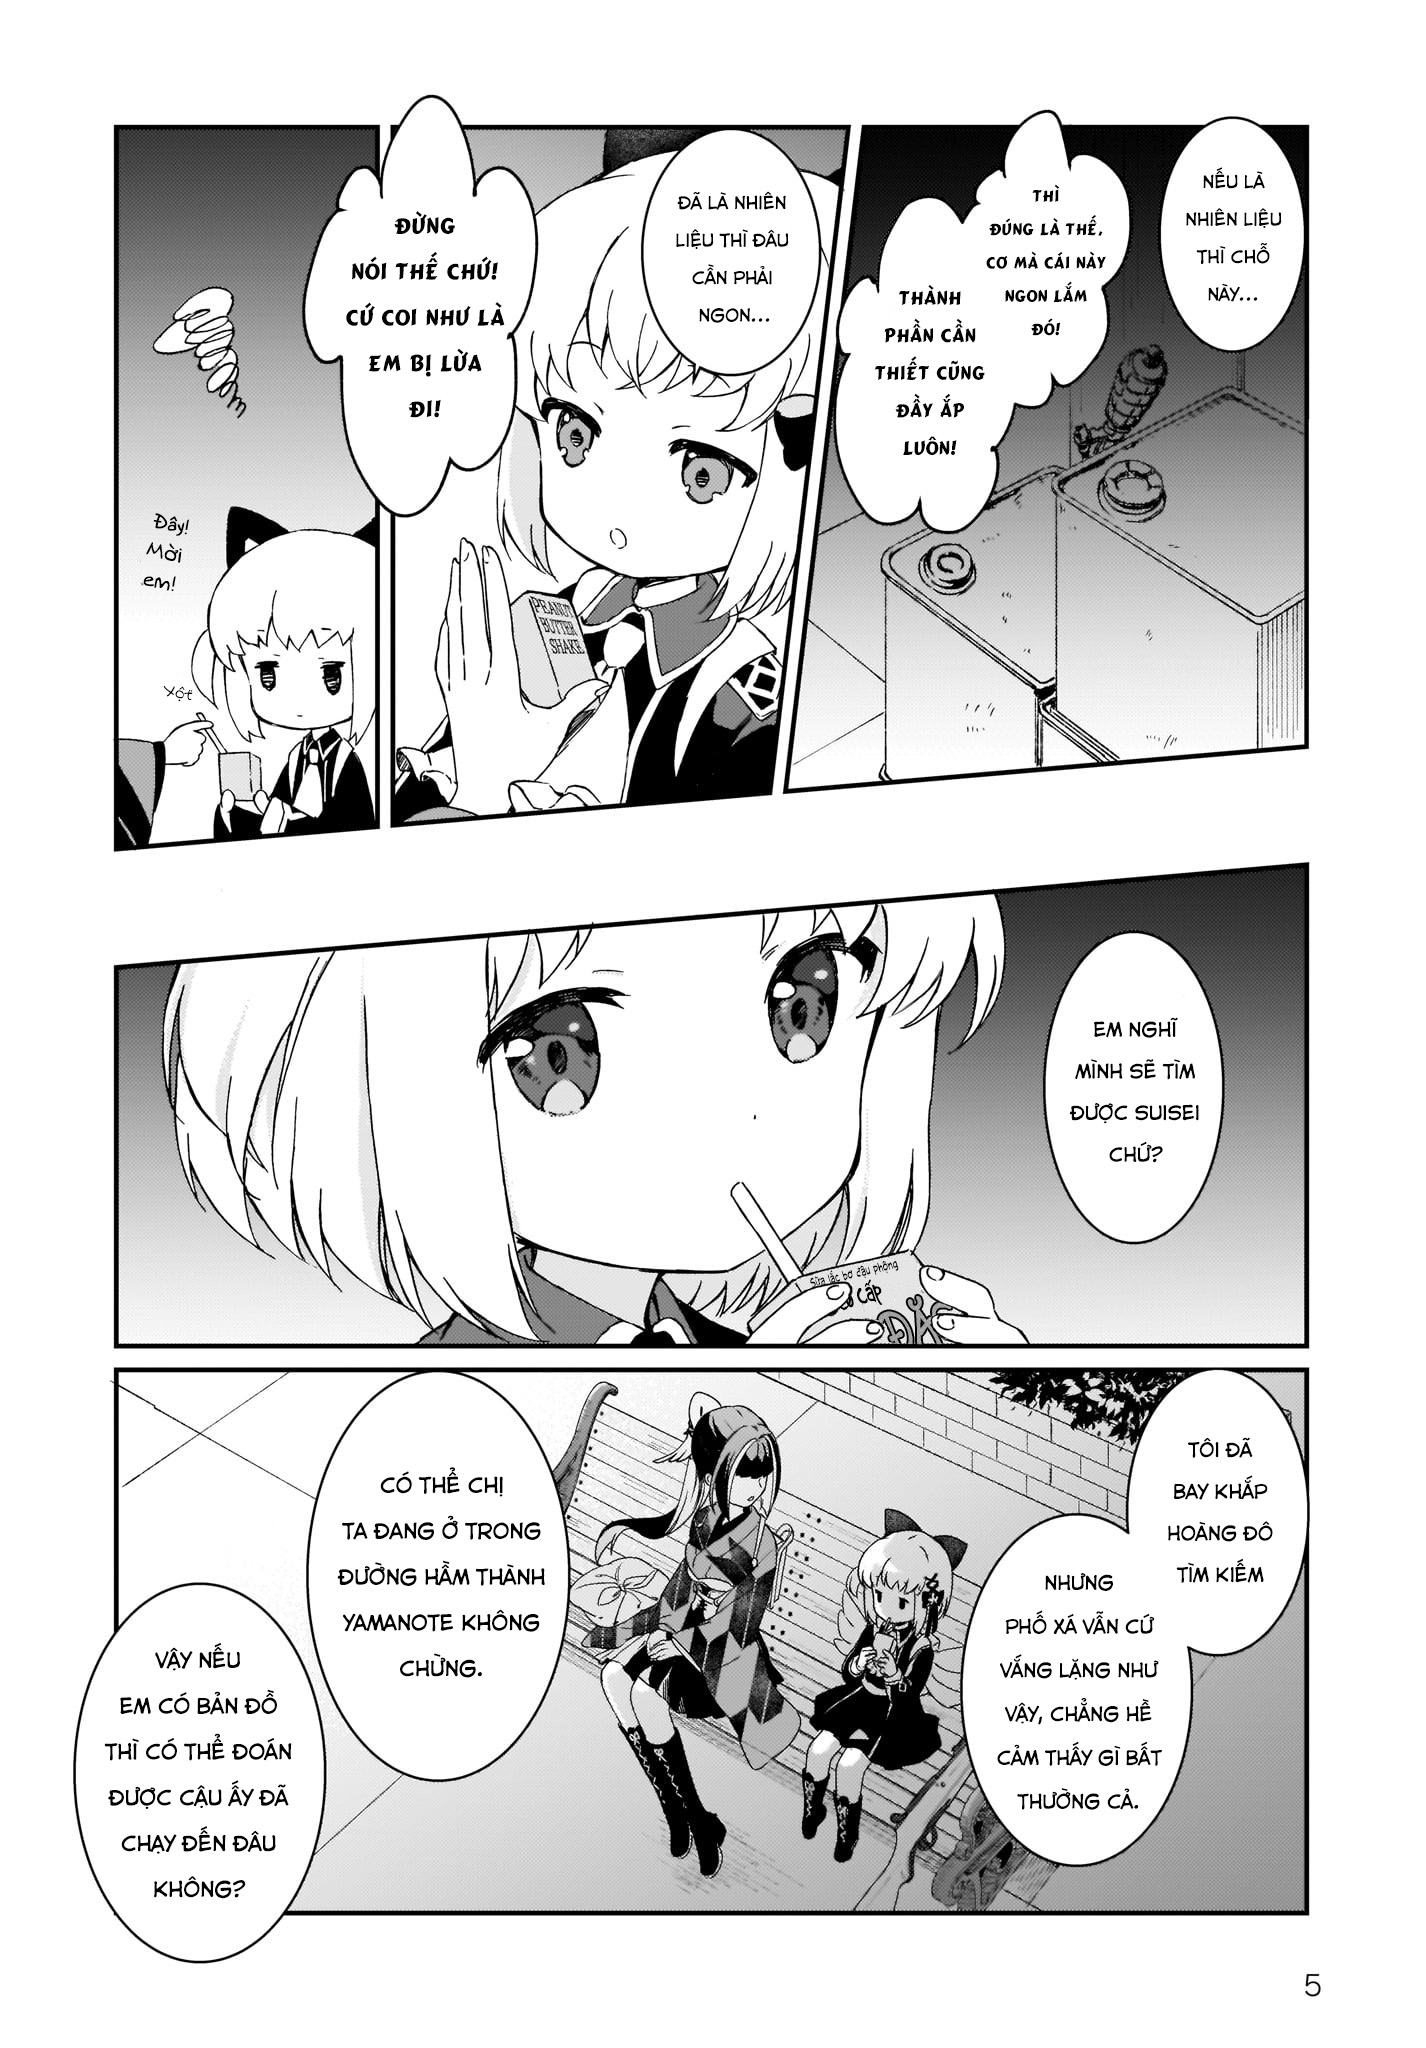 NẾU LÀ
NHIÊN LIỆU
THÌ CHỖ
NÀY...
THÌ
ĐÚNG LÀ THẾ,
CƠ MÀ CÁI NÀY
NGON LẮM
ĐÓ!
THÀNH
PHẦN CẦN
THIẾT CŨNG
ĐẦY ẮP
LUÔN!
ĐÃ LÀ NHIÊN
LIỆU THÌ ĐÂU
CẦN PHẢI
NGON...
PEANUT
BUTTER
SHAKE
ĐỪNG
NÓI THẾ CHỨ!
CỨ COI NHƯ LÀ
EM BỊ LỪA
ĐI!
Đây!
Mời
em!
Xột
EM NGHĨ
MÌNH SẼ TÌM
ĐƯỢC SUISEI
CHỨ?
Sữa lắc bơ đậu phộng
CẤP
TÔI ĐÃ
BAY KHẮP
HOÀNG ĐÔ
TÌM KIẾM
NHƯNG
PHỐ XÁ VẪN CỨ
VẮNG LẶNG NHƯ
VẬY, CHẲNG HỀ
CẢM THẤY GÌ BẤT
THƯỜNG CẢ.
CÓ THỂ CHỊ
TA ĐANG Ở TRONG
ĐƯỜNG HẦM THÀNH
YAMANOTE KHÔNG
CHỪNG.
VẬY NẾU
EM CÓ BẢN ĐỒ
THÌ CÓ THỂ ĐOÁN
ĐƯỢC CẬU ẤY ĐÃ
CHẠY ĐẾN ĐÂU
KHÔNG?
5